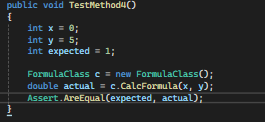 public void TestMethod4()
{
int x = 0;
int y = 5;
int expected = 1;
FormulaClass c = new FormulaClass();
double actual = c.CalcFormula(x, y);
Assert.AreEqual(expected, actual);
}